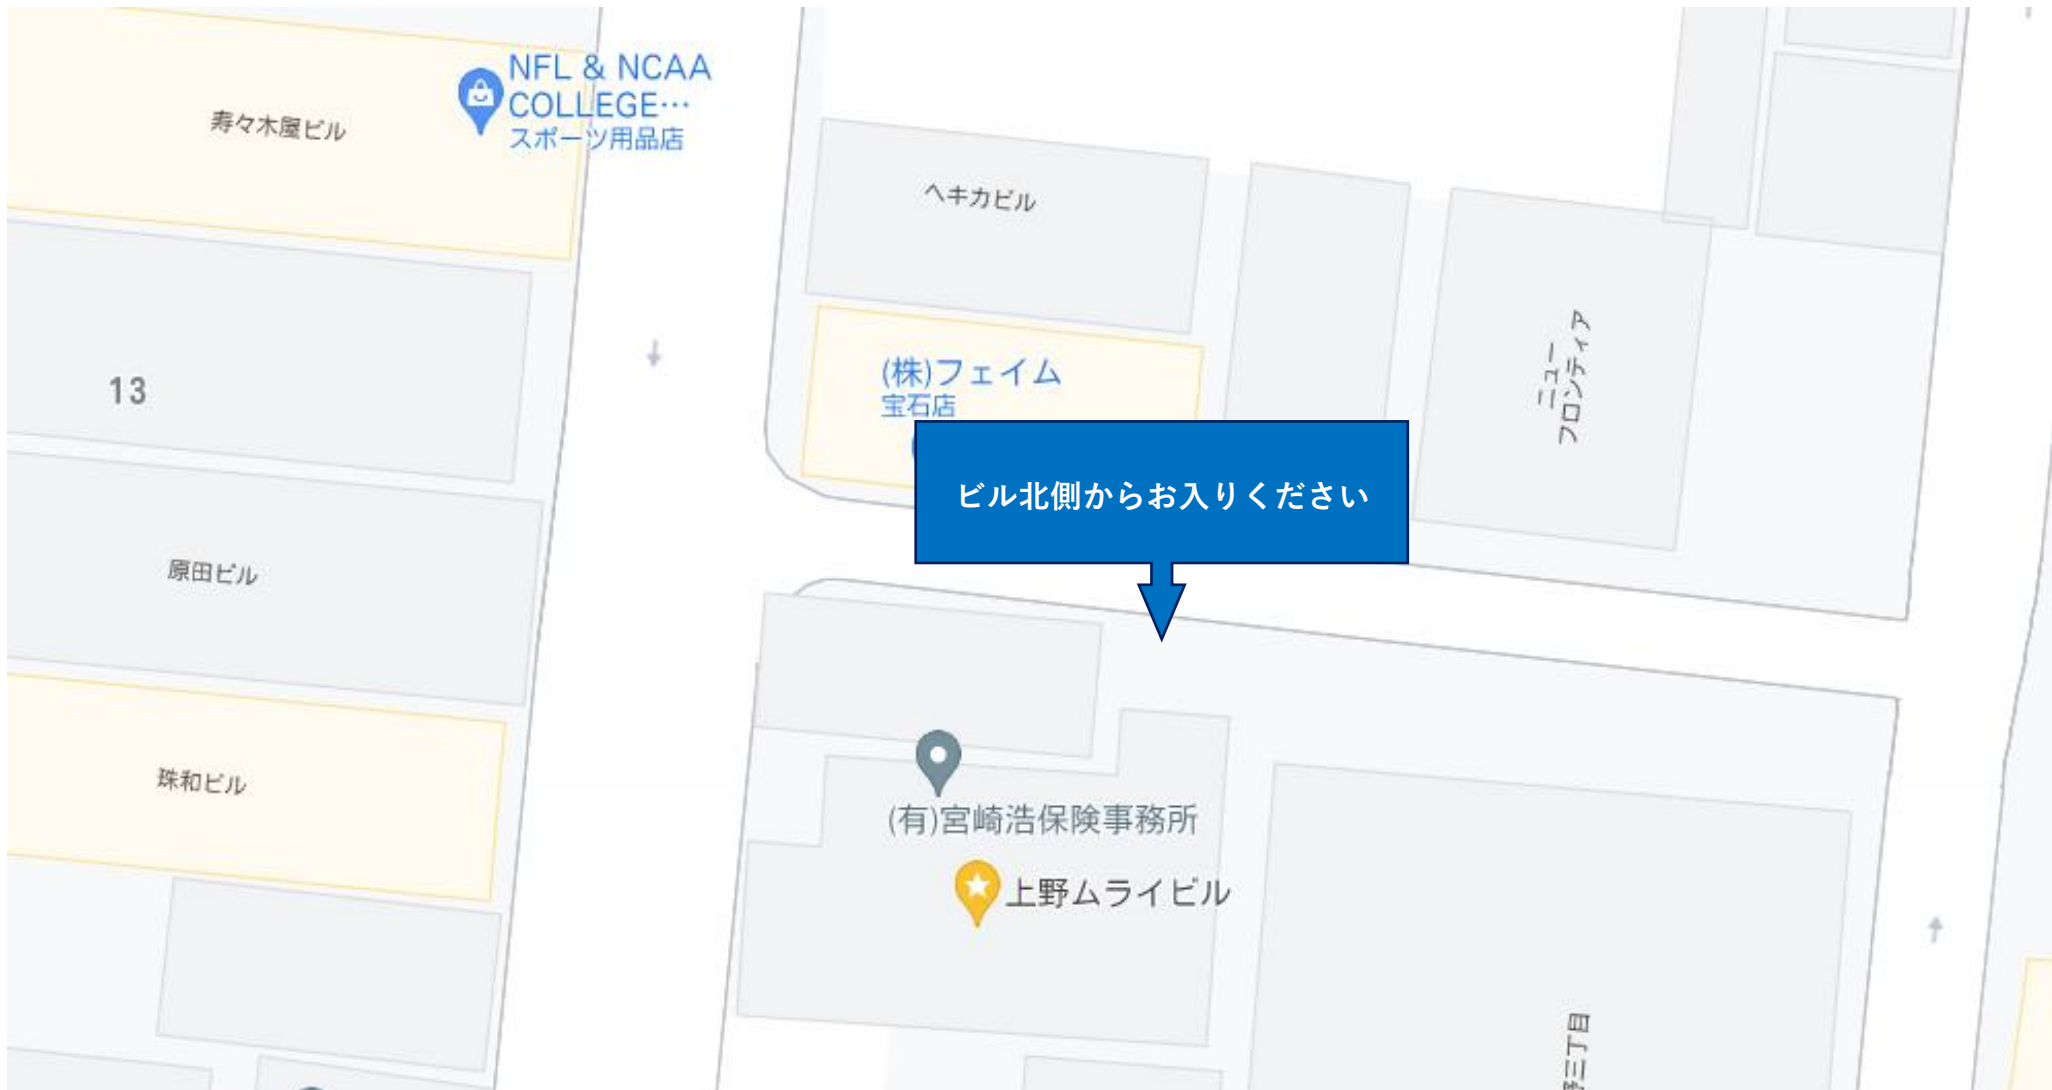 NFL & NCAA
COLLEGE…
スポーツ用品店
寿々木屋ビル
ヘキカビル
ニュー
フロンティア
(株)フェイム
宝石店
13
ビル北側からお入りください
原田ビル
珠和ビル
(有)宮崎浩保険事務所
上野ムライビル
三丁目